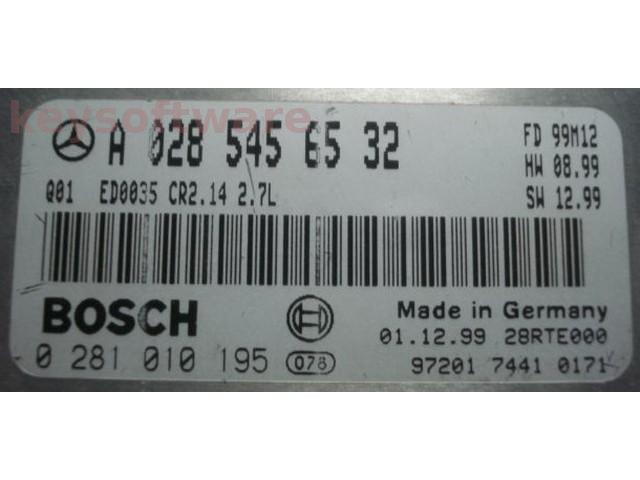 keysoftware
A 028 545 65 32
FD 99M12
HW 08.99
Q01 ED0035 CR2.14 2.7L
SW 12.99
BOSCH
Made in Germany
01.12.99 28RTE000
0 281 010 195 078
97201 7441 0171